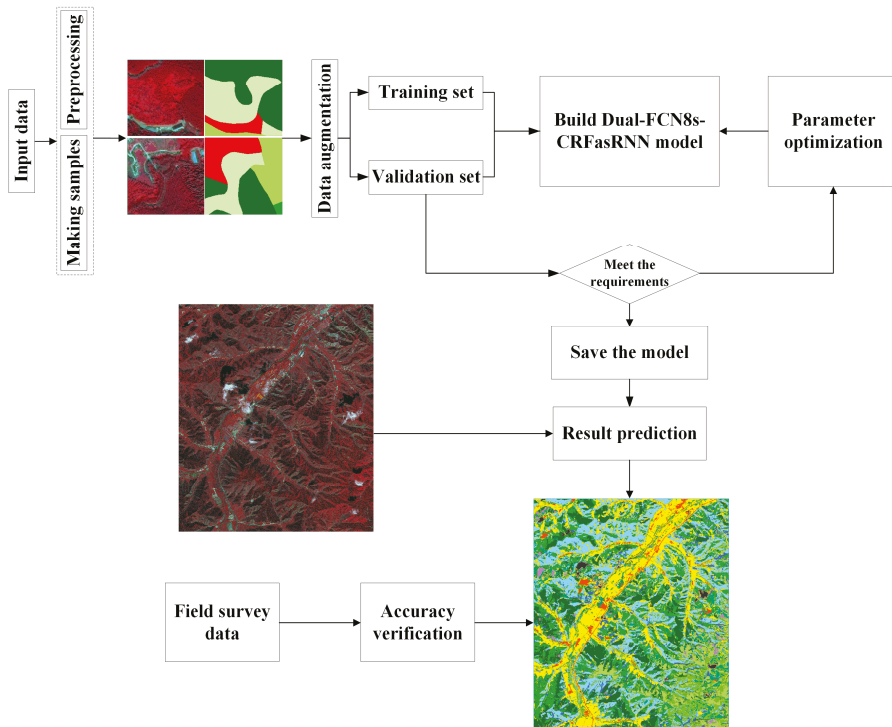 Input data
Preprocessing
Making samples
Data augmentation
Training set
Validation set
Build Dual-FCN8s-
CRFasRNN model
Parameter
optimization
Meet the
requirements
Save the model
Result prediction
Field survey
data
Accuracy
verification